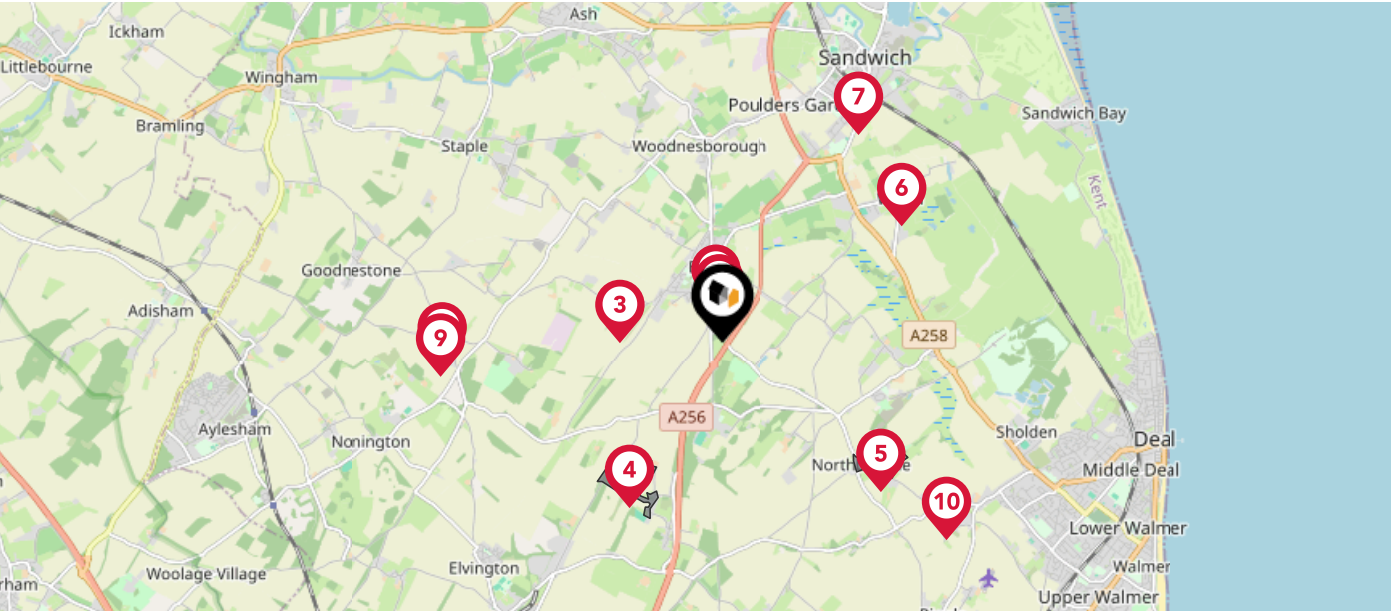 Ash
Ickham
Sandwich
Littlebourne
Wingham
7
Poulders Gar
Sandwich Bay
Bramling
Staple
Woodnesborough
Kent
6
Goodnestone
3
Adisham
9
A258
A256
Aylesham
Nonington
Sholden
Deal
Middle Deal
4
North
5
10
Lower Walmer
Elvington
Woolage Village
Walmer
Upper Walmer